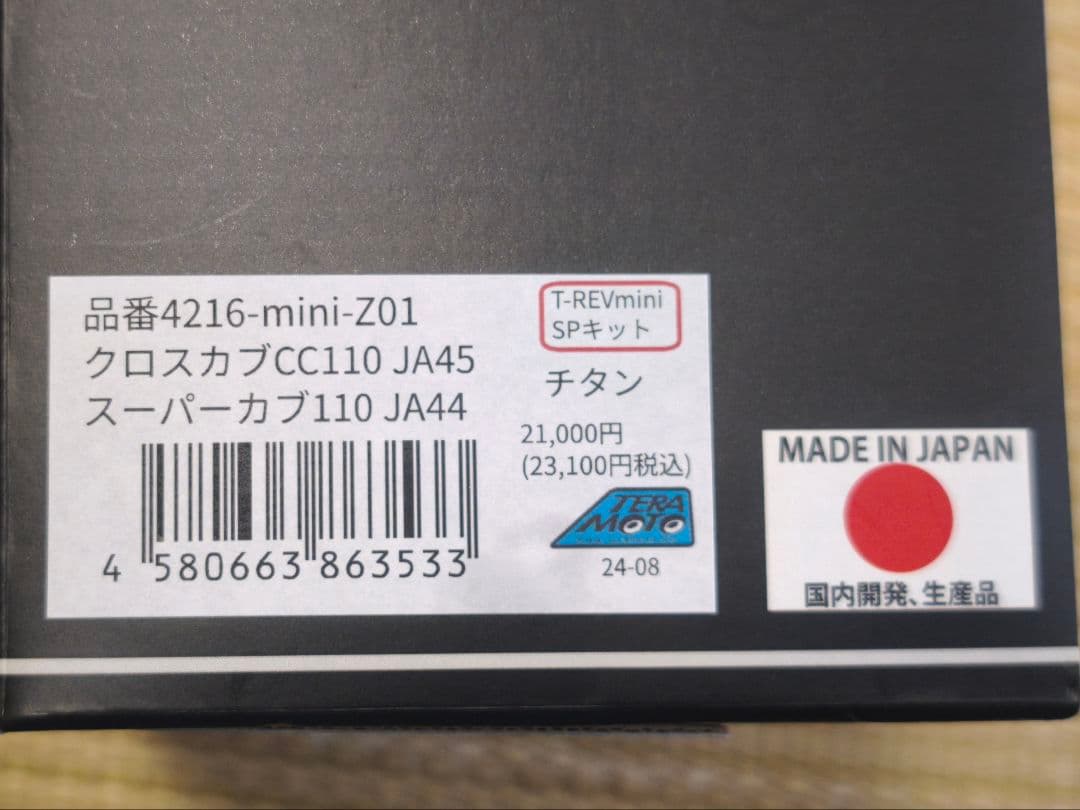 品番4216-mini-Z01
クロスカブCC110 JA45
スーパーカブ110 JA44
4 580663 863533
T-REVmini
SPキット
チタン
21,000円
(23,100円税込)
TERA
MOTO
24-08
MADE IN JAPAN
国内開発、生産品